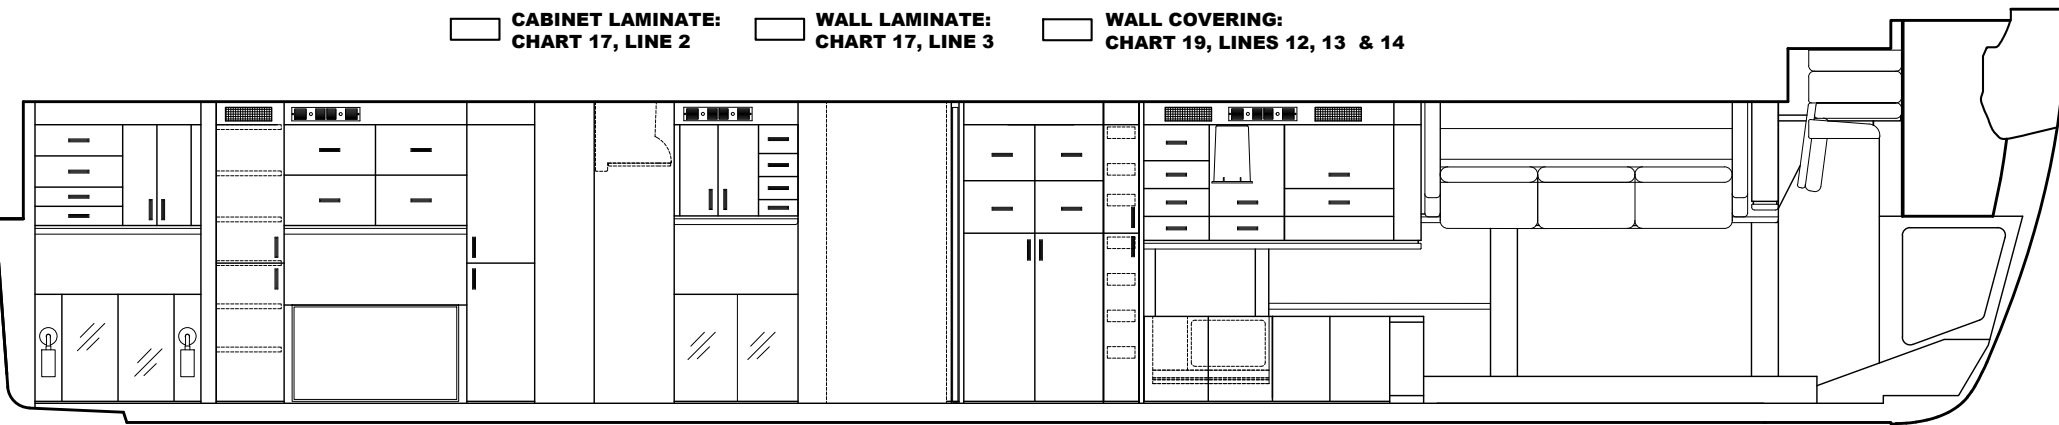 CABINET LAMINATE:
CHART 17, LINE 2
WALL LAMINATE:
CHART 17, LINE 3
WALL COVERING:
CHART 19, LINES 12, 13 & 14